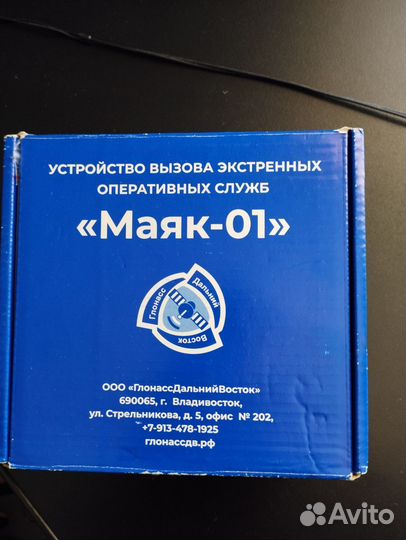 УСТРОЙСТВО ВЫЗОВА ЭКСТРЕННЫХ
ОПЕРАТИВНЫХ СЛУЖБ
«Маяк-01»
Глонасс
Дальний
Восток
ООО «ГлонассДальнийВосток»
690065, г. Владивосток,
ул. Стрельникова, д. 5, офис № 202,
+7-913-478-1925
глонассдв.рф
Avito